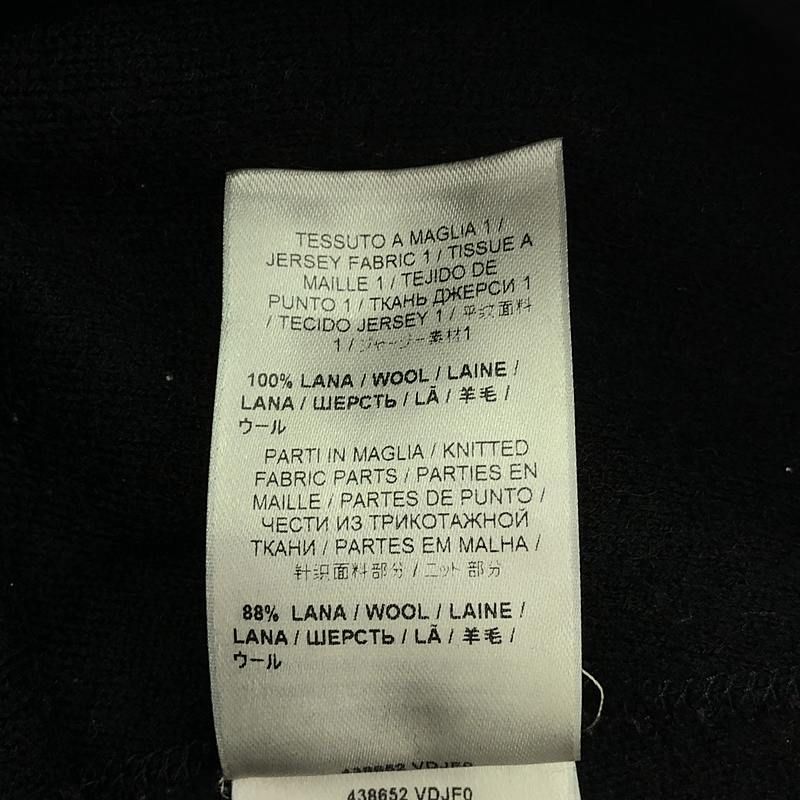 TESSUTO A MAGLIA 1 /
JERSEY FABRIC 1 / TISSUE A
MAILLE 1 / TEJIDO DE
PUNTO 1 / ТКАНЬ ДЖЕРСИ 1
/ TECIDO JERSEY 1 / 平纹面料
1 / ジャージー素材1
100% LANA / WOOL / LAINE /
LANA / ШЕРСТЬ / LÃ / 羊毛 /
ウール
PARTI IN MAGLIA / KNITTED
FABRIC PARTS / PARTIES EN
MAILLE / PARTES DE PUNTO /
ЧЕСТИ ИЗ ТРИКОТАЖНОЙ
ТКАНИ / PARTES EM MALHA /
针织面料部分 / ニット 部分
88% LANA / WOOL / LAINE /
LANA / ШЕРСТЬ / LÃ / 羊毛 /
ウール
438652 VDJF0
438652 VDJF0